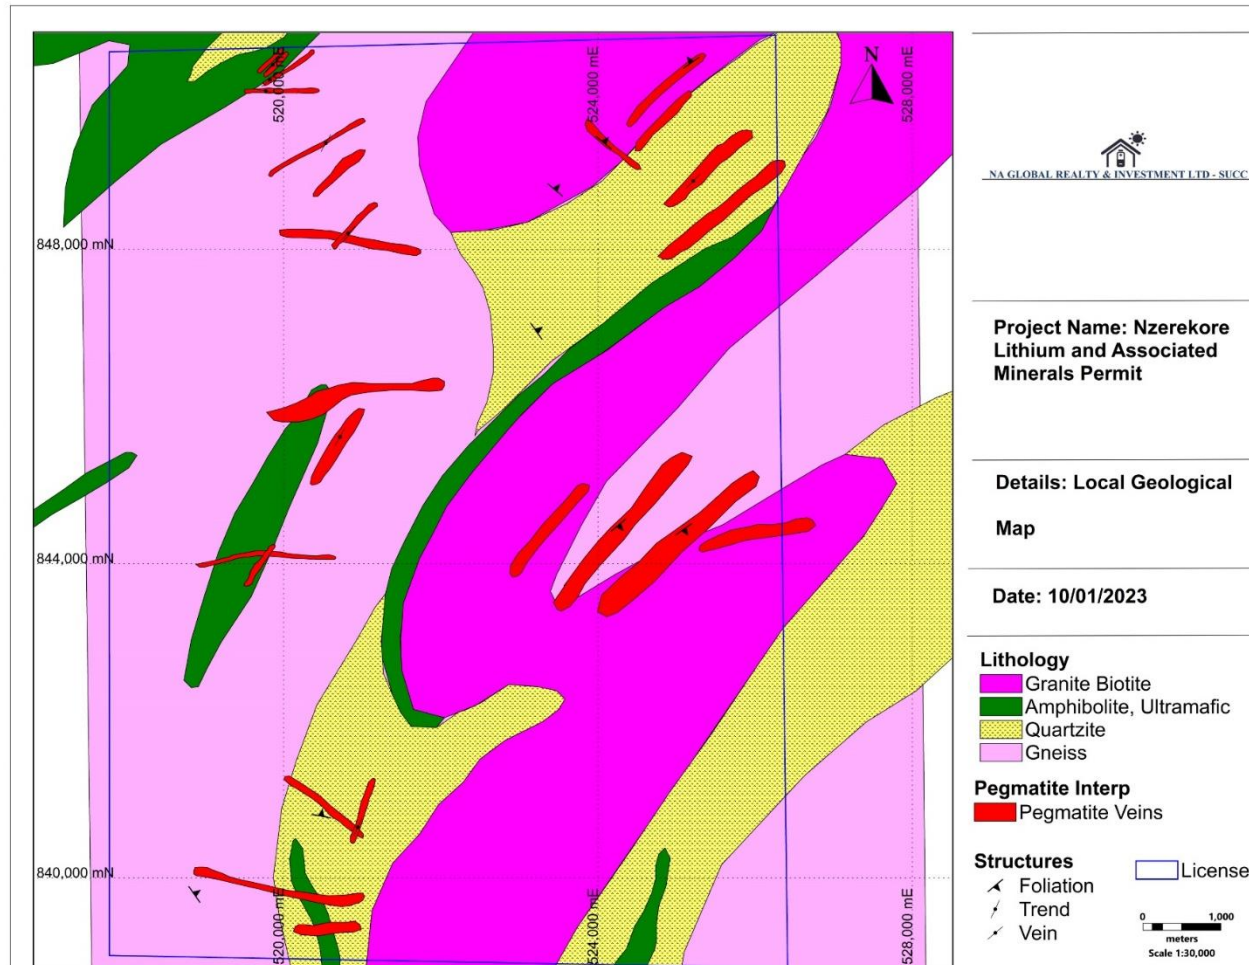 520,000 mE
524,000 mE
N
528,000 mE
848,000 mN
844,000 mN
840,000 mN
520,000 mE
524,000 mE
528,000 mE
NA GLOBAL REALTY & INVESTMENT LTD - SUCC
Project Name: Nzerekore
Lithium and Associated
Minerals Permit
Details: Local Geological
Map
Date: 10/01/2023
Lithology
Granite Biotite
Amphibolite, Ultramafic
Quartzite
Gneiss
Pegmatite Interp
Pegmatite Veins
Structures
Foliation
Trend
Vein
License
0 1,000
meters
Scale 1:30,000